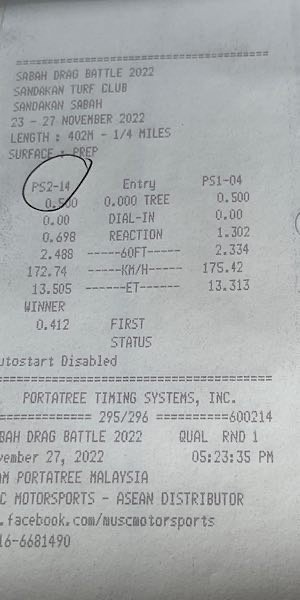 SABAH DRAG BATTLE 2022
SANDAKAN TURF CLUB
SANDAKAN SABAH
23 - 27 NOVEMBER 2022
LENGTH : 402M - 1/4 MILES
SURFACE : PREP
PS2-14 Entry PS1-04
0.500 0.000 TREE 0.500
0.00 DIAL-IN 0.00
0.698 REACTION 1.302
2.488 -----60FT----- 2.334
172.74 ------KM/H----- 175.42
13.505 ------ET------ 13.313
WINNER
0.412 FIRST
STATUS
utostart Disabled
PORTATREE TIMING SYSTEMS, INC.
============ 295/296 ==========600214
BAH DRAG BATTLE 2022 QUAL RND 1
vember 27, 2022 05:23:35 PM
AM PORTATREE MALAYSIA
C MOTORSPORTS - ASEAN DISTRIBUTOR
.facebook.com/muscmotorsports
16-6681490